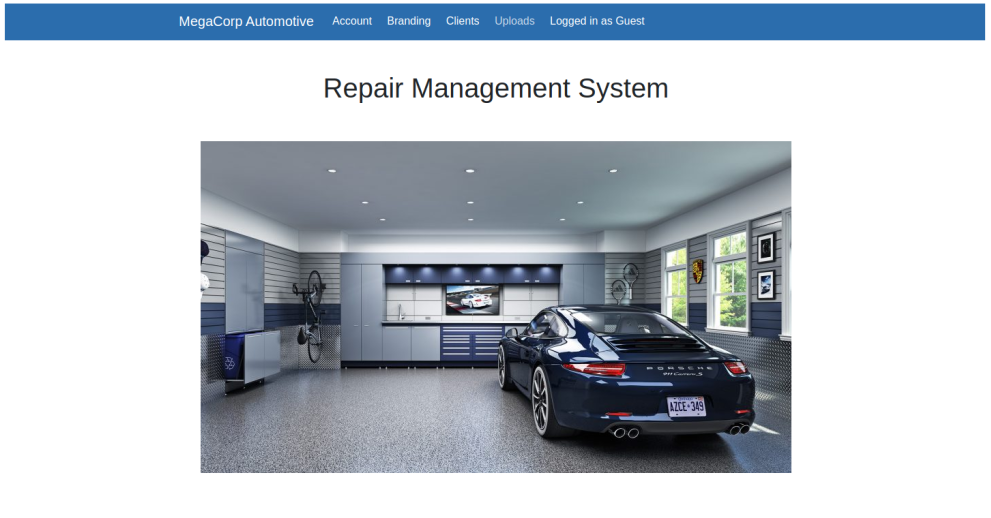 MegaCorp Automotive Account Branding Clients Uploads Logged in as Guest
Repair Management System
PORSCHE
911 Carrera S
AZCE-349